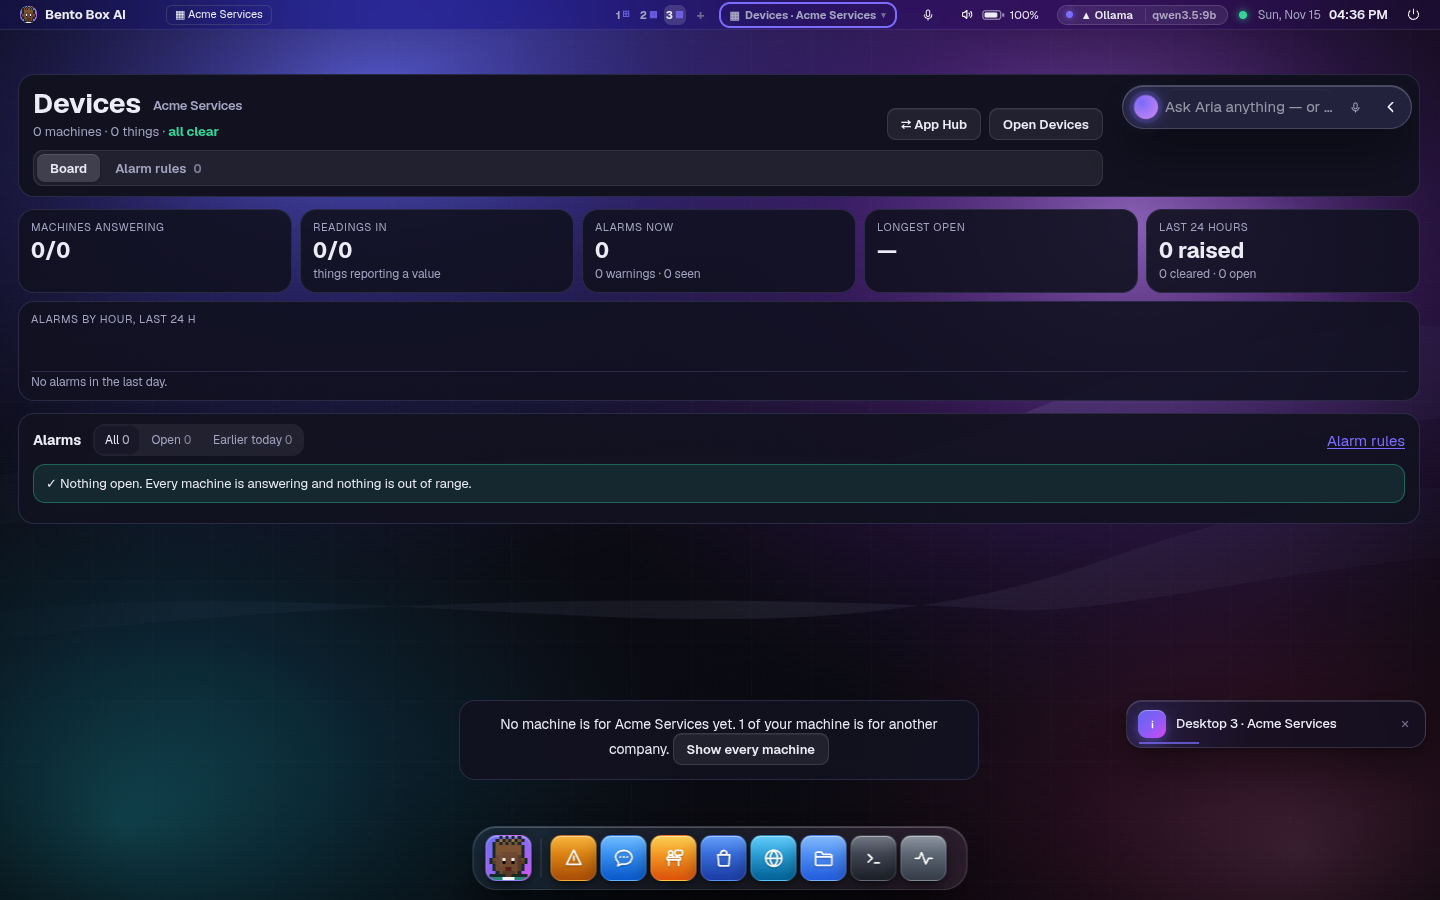 Bento Box AI
Acme Services
1 2 3 +
Devices · Acme Services
100%
▲ Ollama qwen3.5:9b
Sun, Nov 15 04:36 PM
Devices Acme Services
0 machines · 0 things · all clear
⇄ App Hub
Open Devices
Ask Aria anything — or ...
Board
Alarm rules 0
MACHINES ANSWERING
0/0
READINGS IN
0/0
things reporting a value
ALARMS NOW
0
0 warnings · 0 seen
LONGEST OPEN
—
LAST 24 HOURS
0 raised
0 cleared · 0 open
ALARMS BY HOUR, LAST 24 H
No alarms in the last day.
Alarms
All 0
Open 0
Earlier today 0
Alarm rules
✓ Nothing open. Every machine is answering and nothing is out of range.
No machine is for Acme Services yet. 1 of your machine is for another
company. Show every machine
i Desktop 3 · Acme Services ×